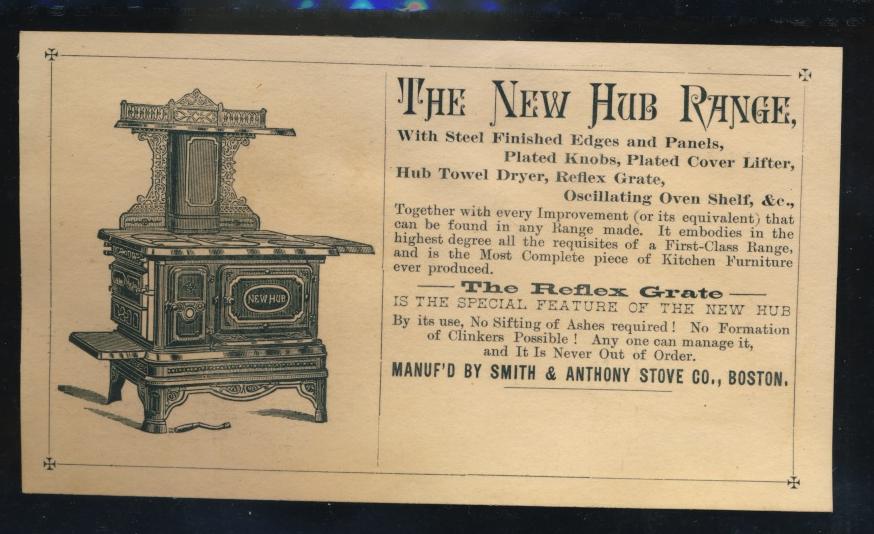 NEW HUB
THE NEW HUB RANGE,
With Steel Finished Edges and Panels,
Plated Knobs, Plated Cover Lifter,
Hub Towel Dryer, Reflex Grate,
Oscillating Oven Shelf, &c.,
Together with every Improvement (or its equivalent) that
can be found in any Range made. It embodies in the
highest degree all the requisites of a First-Class Range,
and is the Most Complete piece of Kitchen Furniture
ever produced.
The Reflex Grate
IS THE SPECIAL FEATURE OF THE NEW HUB
By its use, No Sifting of Ashes required! No Formation
of Clinkers Possible! Any one can manage it,
and It Is Never Out of Order.
MANUF'D BY SMITH & ANTHONY STOVE CO., BOSTON.